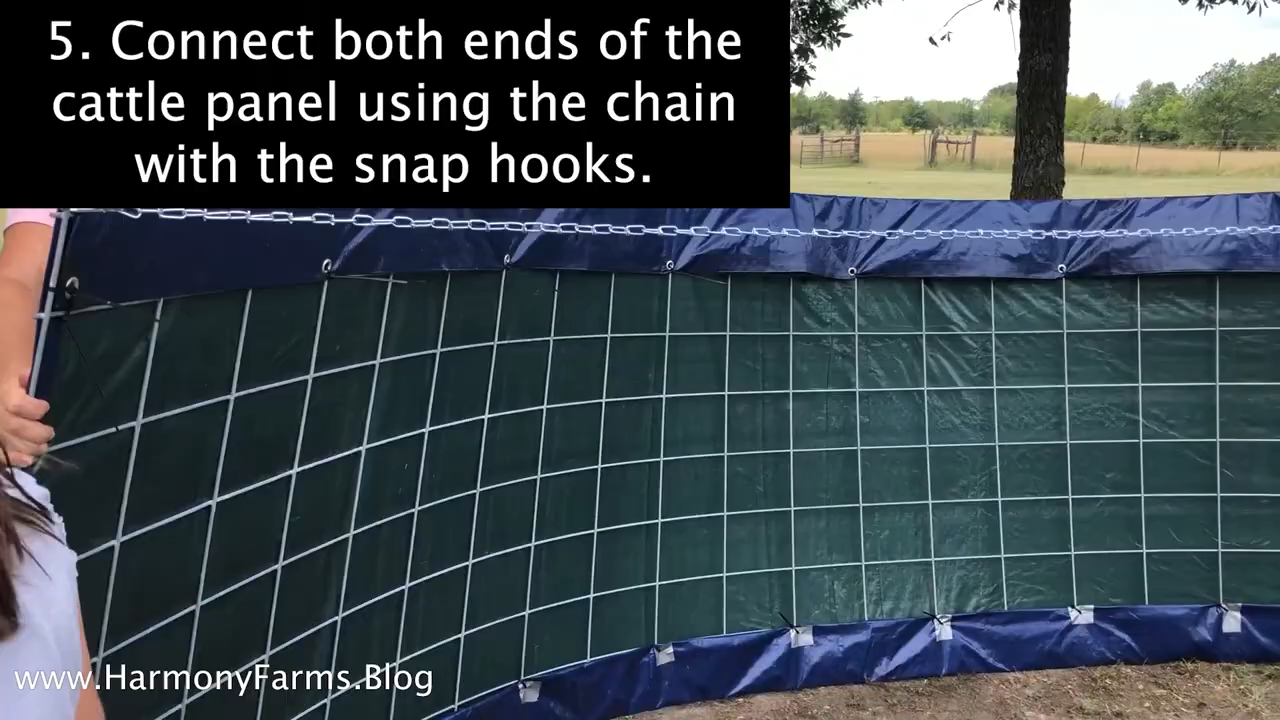 5. Connect both ends of the
cattle panel using the chain
with the snap hooks.
www.HarmonyFarms.Blog